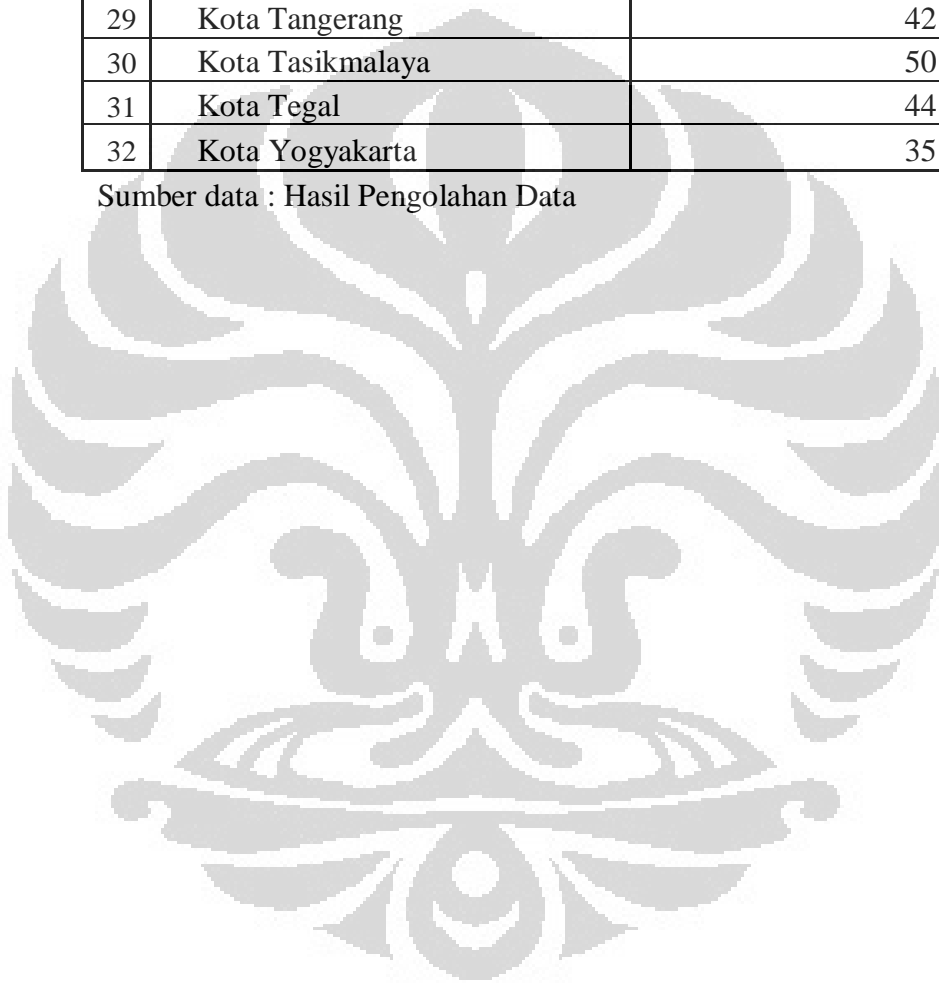 29 Kota Tangerang 42
30 Kota Tasikmalaya 50
31 Kota Tegal 44
32 Kota Yogyakarta 35
Sumber data : Hasil Pengolahan Data